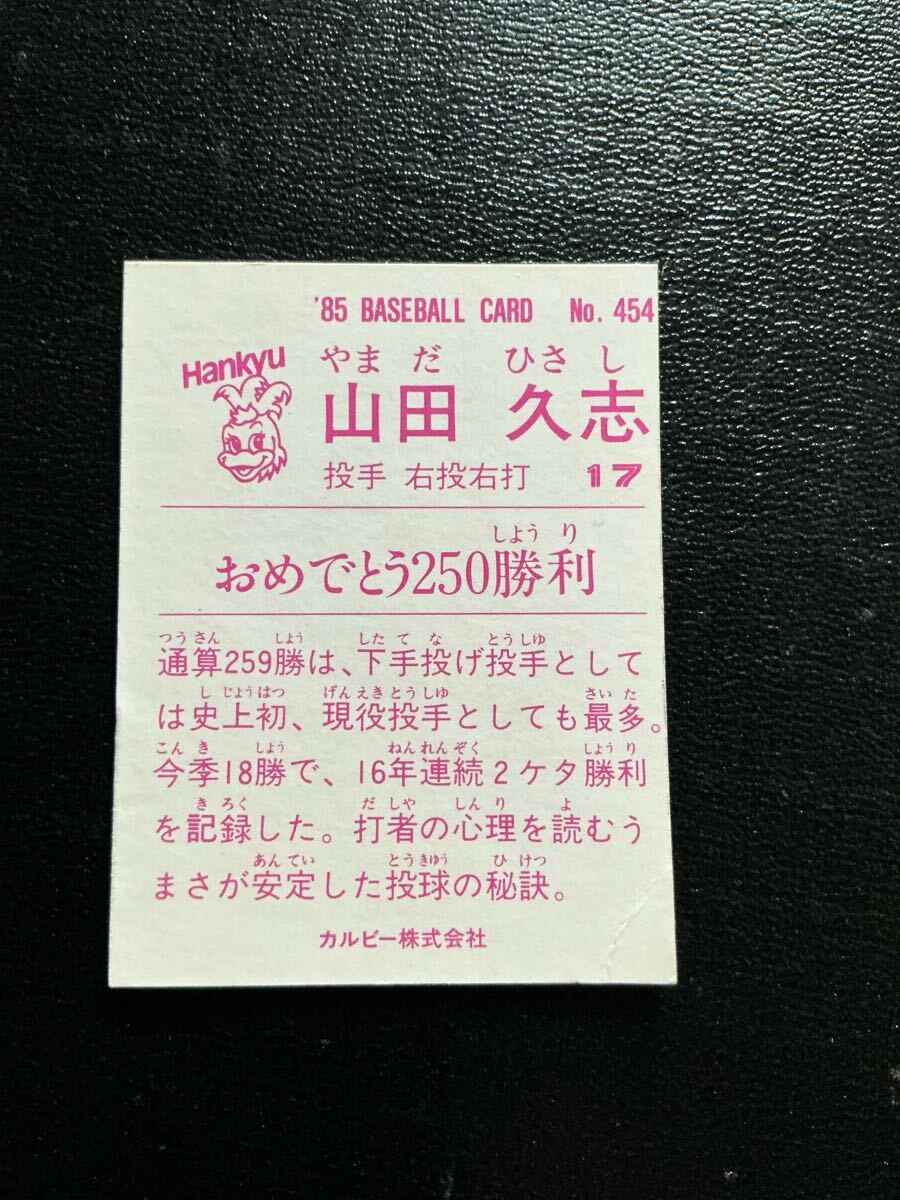 '85 BASEBALL CARD No. 454
Hankyu
やまだ ひさし
山田 久志
投手 右投右打 17
しょうり
おめでとう250勝利
つうさん しょう したてな とうしゆ
通算259勝は、下手投げ投手として
しじょうはつ げんえきとうしゆ さいた
は史上初、現役投手としても最多。
こんき しょう ねんれんぞく しょうり
今季18勝で、16年連続2ケタ勝利
きろく だしや しんり よ
を記録した。打者の心理を読むう
あんてい とうきゅう ひけつ
まさが安定した投球の秘訣。
カルビー株式会社